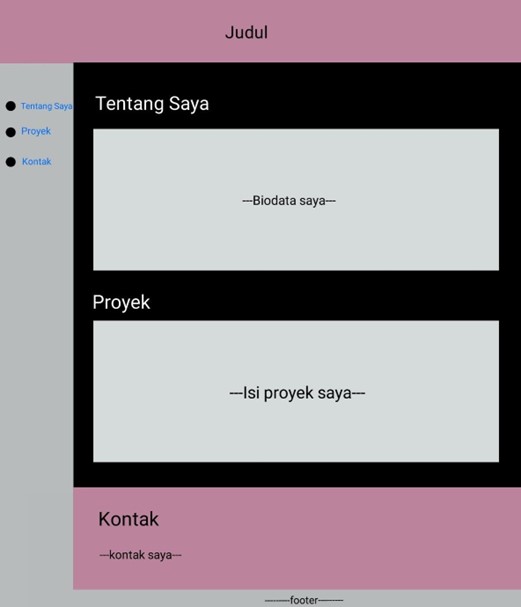 Judul
Tentang Saya
Proyek
Kontak
Tentang Saya
---Biodata saya---
Proyek
---Isi proyek saya---
Kontak
---kontak saya---
---------footer---------